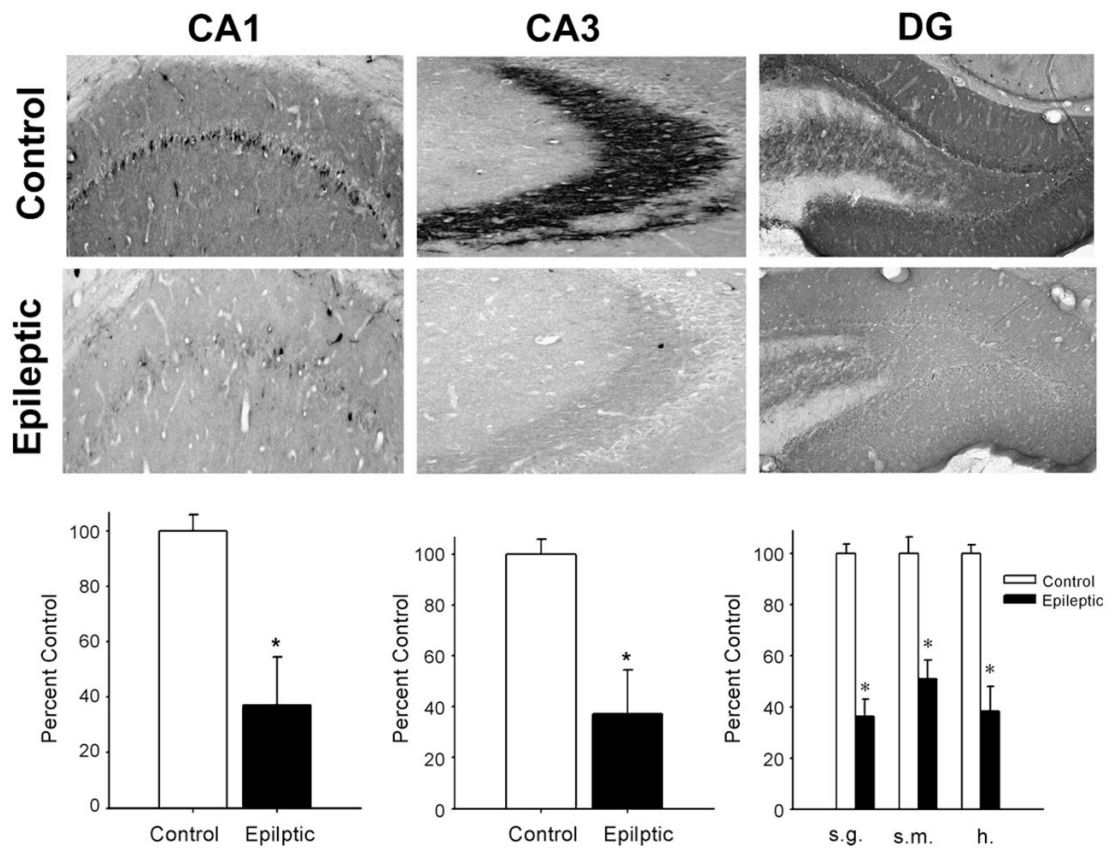 CA1
CA3
DG
Control
Epileptic
Percent Control
100
80
60
40
20
0
Control
Epilptic
Percent Control
100
80
60
40
20
0
Control
Epilptic
Percent Control
100
80
60
40
20
0
s.g.
s.m.
h.
Control
Epileptic
*
*
*
*
*